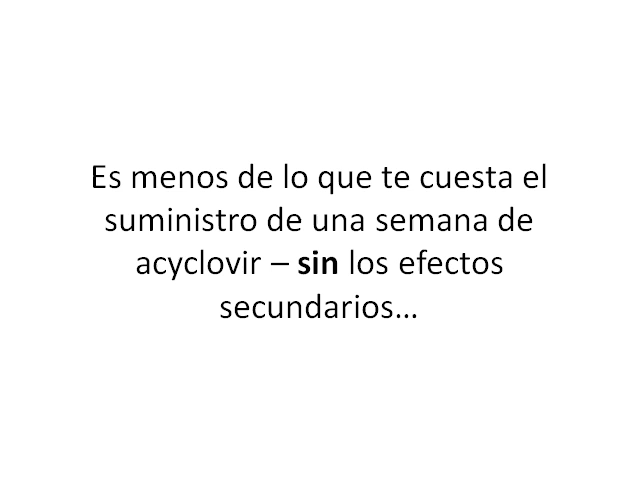 Es menos de lo que te cuesta el
suministro de una semana de
acyclovir – sin los efectos
secundarios...